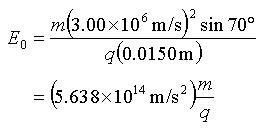 E₀ = m(3.00×10⁶ m/s)² sin 70° / q(0.0150 m)
= (5.638×10¹⁴ m/s²) m/q